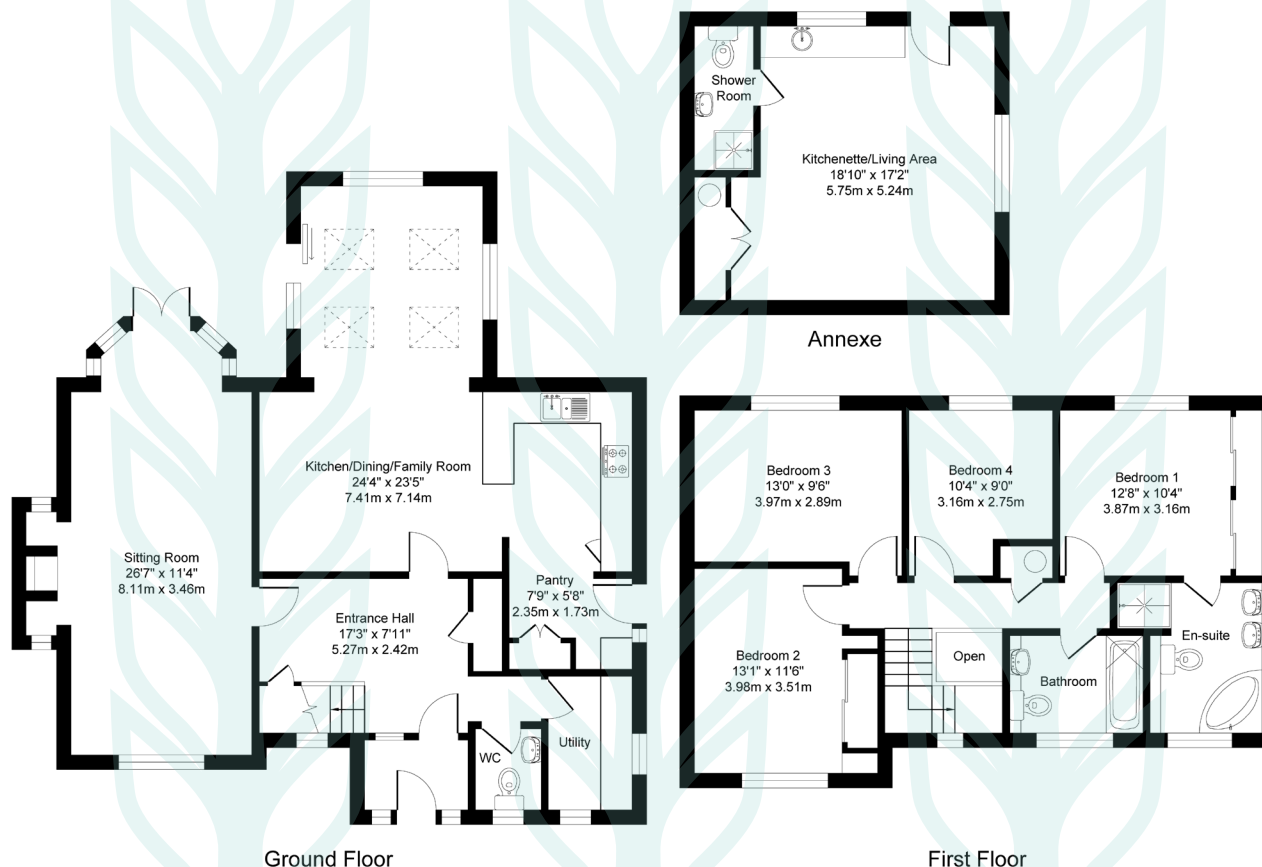 Shower
Room
Kitchenette/Living Area
18'10" x 17'2"
5.75m x 5.24m
Annexe
Kitchen/Dining/Family Room
24'4" x 23'5"
7.41m x 7.14m
Sitting Room
26'7" x 11'4"
8.11m x 3.46m
Pantry
7'9" x 5'8"
2.35m x 1.73m
Entrance Hall
17'3" x 7'11"
5.27m x 2.42m
WC
Utility
Ground Floor
Bedroom 3
13'0" x 9'6"
3.97m x 2.89m
Bedroom 4
10'4" x 9'0"
3.16m x 2.75m
Bedroom 1
12'8" x 10'4"
3.87m x 3.16m
Bedroom 2
13'1" x 11'6"
3.98m x 3.51m
Open
Bathroom
En-suite
First Floor